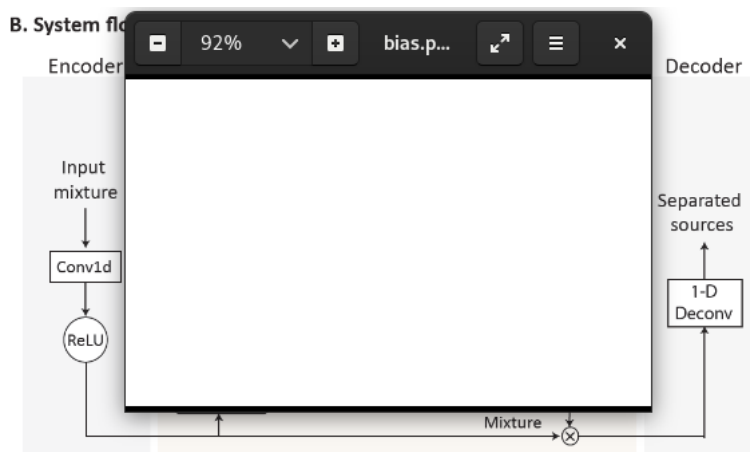 B. System flo
92%
bias.p...
Encoder
Decoder
Input
mixture
Conv1d
ReLU
Separated
sources
1-D
Deconv
Mixture